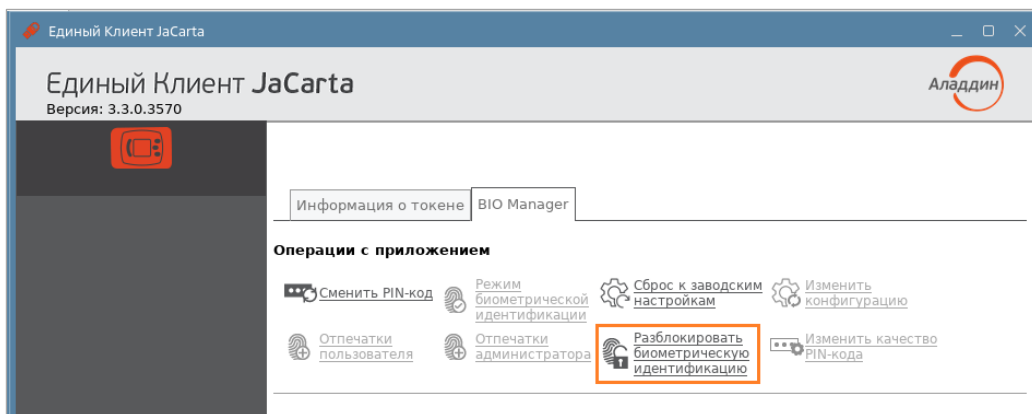 Единый Клиент JaCarta
Единый Клиент JaCarta
Версия: 3.3.0.3570
Аладдин
Информация о токене
BIO Manager
Операции с приложением
Сменить PIN-код
Режим
биометрической
идентификации
Сброс к заводским
настройкам
Изменить
конфигурацию
Отпечатки
пользователя
Отпечатки
администратора
Разблокировать
биометрическую
идентификацию
Изменить качество
PIN-кода